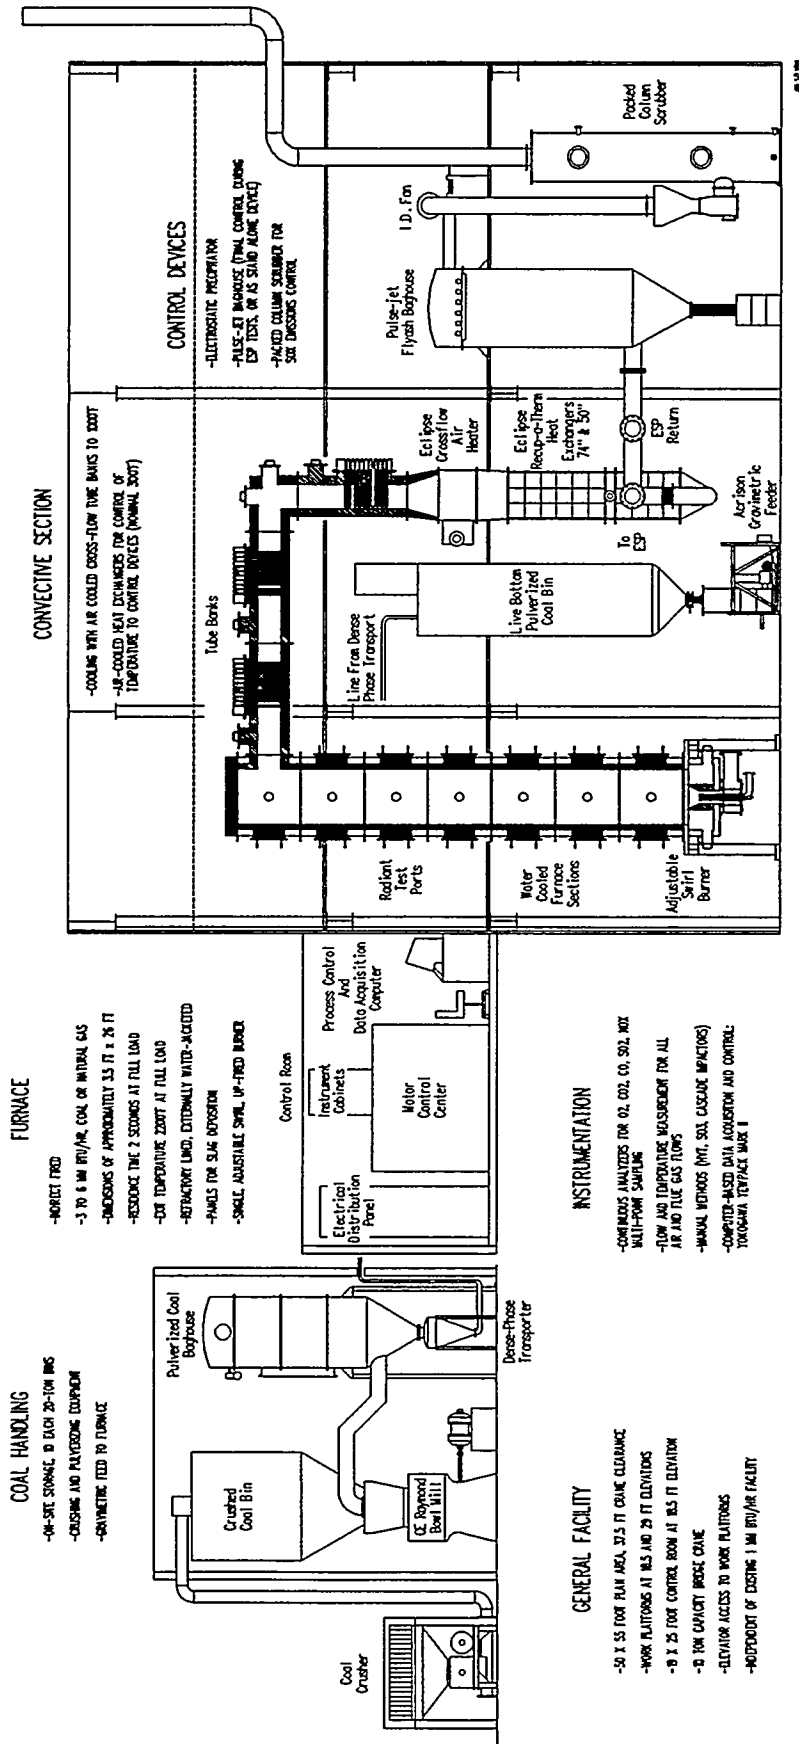 COAL HANDLING
-ON-SITE STORAGE, 10 EACH 20-TON BINS
-CRUSHING AND PULVERIZING EQUIPMENT
-GRAVIMETRIC FEED TO FURNACE
FURNACE
-INDIRECT FIRED
-3 TO 6 MM BTU/HR, COAL OR NATURAL GAS
-DIMENSIONS OF APPROXIMATELY 3.5 FT x 26 FT
-RESIDENCE TIME 2 SECONDS AT FULL LOAD
-EXIT TEMPERATURE 2200°F AT FULL LOAD
-REFRACTORY LINED, EXTERNALLY WATER-JACKETED
-PANELS FOR SLAG DEPOSITION
-SINGLE ADJUSTABLE SWIRL, UP-FIRED BURNER
CONVECTIVE SECTION
-COOLING WITH AIR COOLED CROSS-FLOW TUBE BANKS TO 1200°F
-AIR-COOLED HEAT EXCHANGERS FOR CONTROL OF
TEMPERATURE TO CONTROL DEVICES (NOMINAL 300°F)
CONTROL DEVICES
-ELECTROSTATIC PRECIPITATOR
-PULSE-JET BAGHOUSE (FINAL CONTROL DURING
ESP TESTS, OR AS STAND ALONE DEVICE)
-PACKED COLUMN SCRUBBER FOR
SOX EMISSIONS CONTROL
Coal
Crusher
Crushed
Coal Bin
CE Raymond
Bowl Mill
Pulverized Coal
Baghouse
Dense-Phase
Transporter
Control Room
Electrical
Distribution
Panel
Instrument
Cabinets
Motor
Control
Center
Process Control
And
Data Acquisition
Computer
Radiant
Test
Ports
Water
Cooled
Furnace
Sections
Adjustable
Swirl
Burner
Tube Banks
Line From Dense
Phase Transport
Live Bottom
Pulverized
Coal Bin
Acrison
Gravimetric
Feeder
Eclipse
Crossflow
Air
Heater
Eclipse
Recup-a-Therm
Heat
Exchangers
74" & 50"
To
ESP
ESP
Return
Pulse-jet
Flyash Baghouse
I.D. Fan
Packed
Column
Scrubber
GENERAL FACILITY
-50 X 55 FOOT PLAN AREA, 37.5 FT CRANE CLEARANCE
-WORK PLATFORMS AT 18.5 AND 29 FT ELEVATIONS
-19 X 25 FOOT CONTROL ROOM AT 18.5 FT ELEVATION
-10 TON CAPACITY BRIDGE CRANE
-ELEVATOR ACCESS TO WORK PLATFORMS
-INDEPENDENT OF EXISTING 1 MM BTU/HR FACILITY
INSTRUMENTATION
-CONTINUOUS ANALYZERS FOR O2, CO2, CO, SO2, NOX
MULTI-POINT SAMPLING
-FLOW AND TEMPERATURE MEASUREMENT FOR ALL
AIR AND FLUE GAS FLOWS
-MANUAL METHODS (HVT, SO3, CASCADE IMPACTORS)
-COMPUTER-BASED DATA ACQUISITION AND CONTROL:
YOKOGAWA YEWPACK MARK II